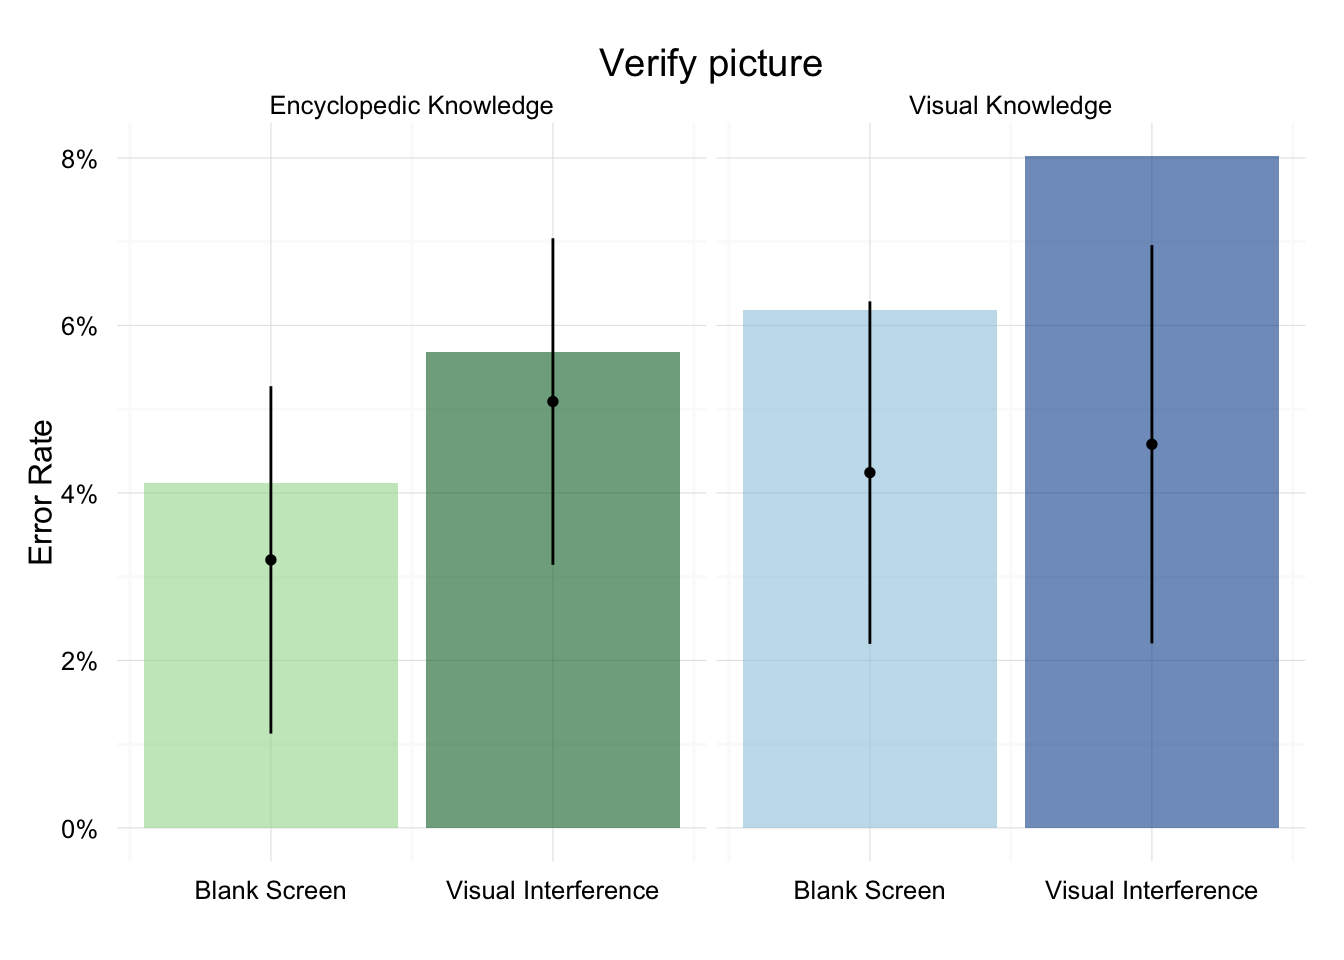 Verify picture
Encyclopedic Knowledge
Visual Knowledge
Error Rate
8%
6%
4%
2%
0%
Blank Screen
Visual Interference
Blank Screen
Visual Interference